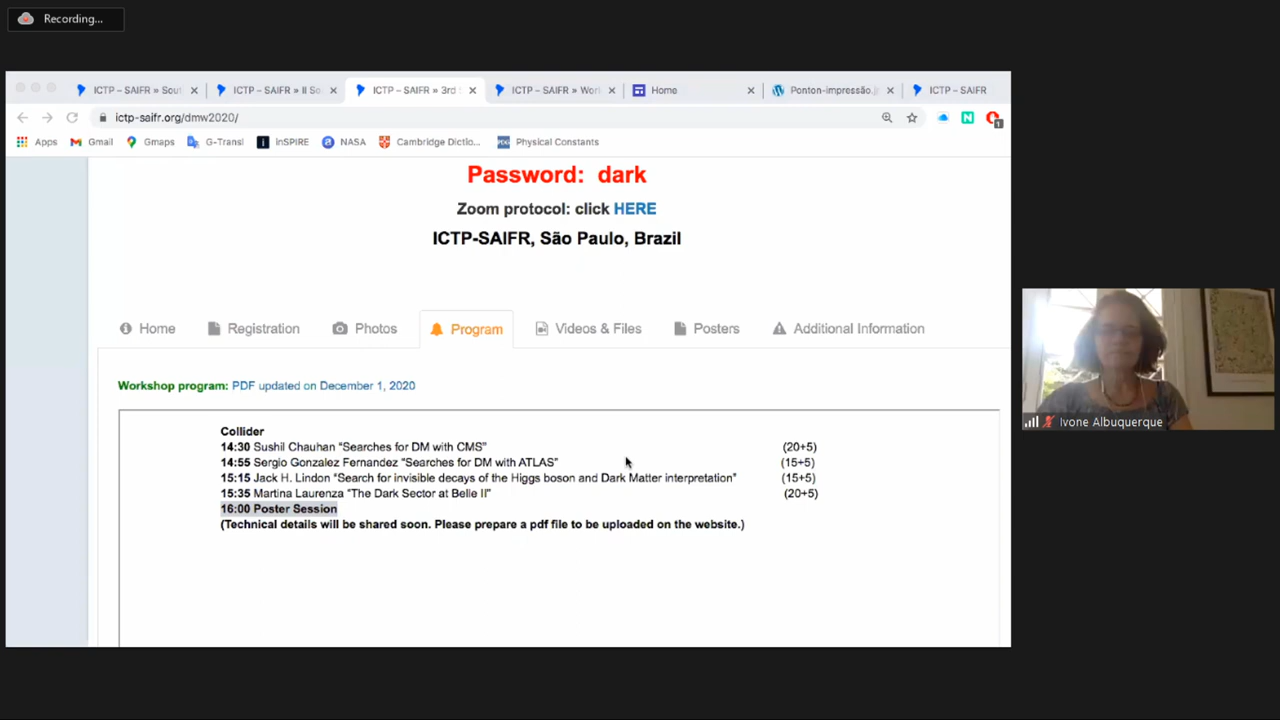 Recording...
ICTP – SAIFR » Sout
ICTP – SAIFR » II So
ICTP – SAIFR » 3rd
ICTP – SAIFR » Worl
Home
Ponton-impressão.j
ICTP – SAIFR
ictp-saifr.org/dmw2020/
Apps Gmail Gmaps G-Transl InSPIRE NASA Cambridge Dictio... Physical Constants
Password: dark
Zoom protocol: click HERE
ICTP-SAIFR, São Paulo, Brazil
Home Registration Photos Program Videos & Files Posters Additional Information
Workshop program: PDF updated on December 1, 2020
Collider
14:30 Sushil Chauhan “Searches for DM with CMS” (20+5)
14:55 Sergio Gonzalez Fernandez “Searches for DM with ATLAS” (15+5)
15:15 Jack H. Lindon “Search for invisible decays of the Higgs boson and Dark Matter interpretation” (15+5)
15:35 Martina Laurenza “The Dark Sector at Belle II” (20+5)
16:00 Poster Session
(Technical details will be shared soon. Please prepare a pdf file to be uploaded on the website.)
Ivone Albuquerque